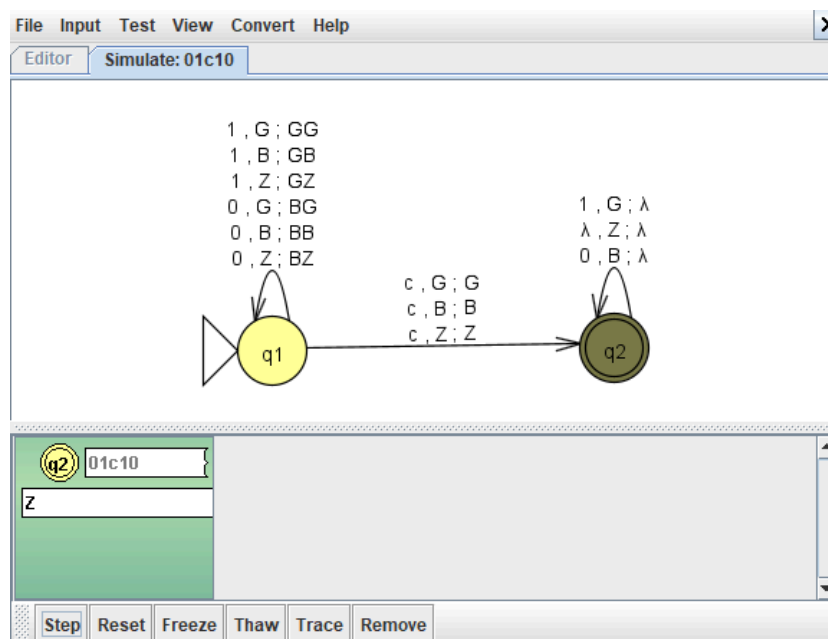 File Input Test View Convert Help
Editor Simulate: 01c10
1 , G ; GG
1 , B ; GB
1 , Z ; GZ
0 , G ; BG
0 , B ; BB
0 , Z ; BZ
1 , G ; λ
λ , Z ; λ
0 , B ; λ
c , G ; G
c , B ; B
c , Z ; Z
q1
q2
q2 01c10
Z
Step Reset Freeze Thaw Trace Remove